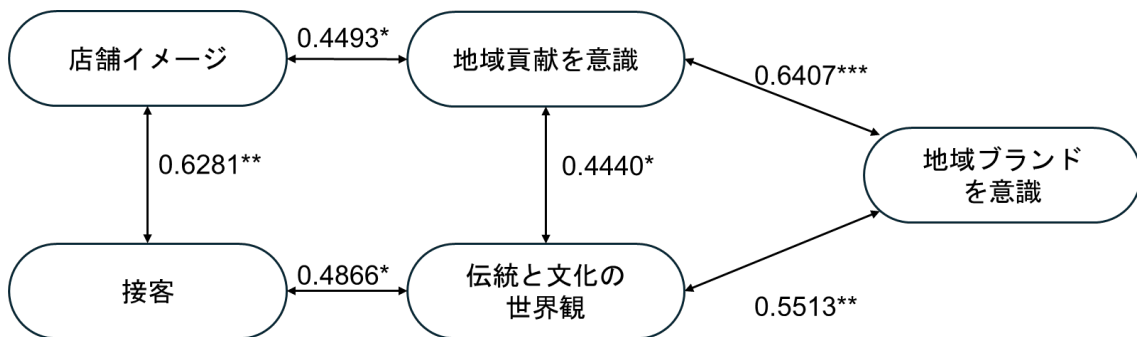 店舗イメージ
0.4493*
地域貢献を意識
0.6407***
0.6281**
0.4440*
地域ブランド
を意識
接客
0.4866*
伝統と文化の
世界観
0.5513**